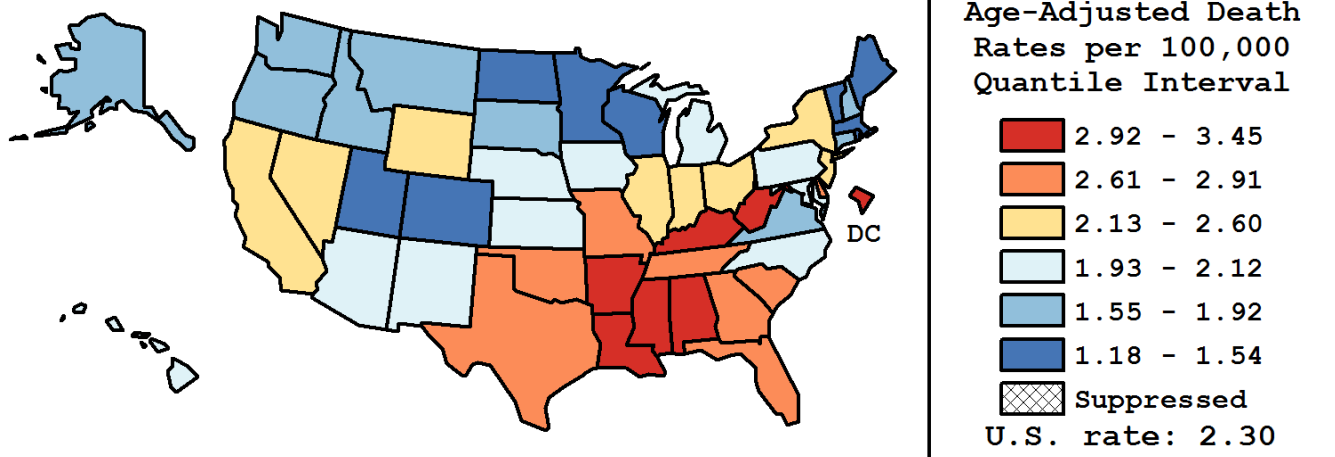 Age-Adjusted Death
Rates per 100,000
Quantile Interval
2.92 - 3.45
2.61 - 2.91
2.13 - 2.60
1.93 - 2.12
1.55 - 1.92
1.18 - 1.54
Suppressed
U.S. rate: 2.30
DC